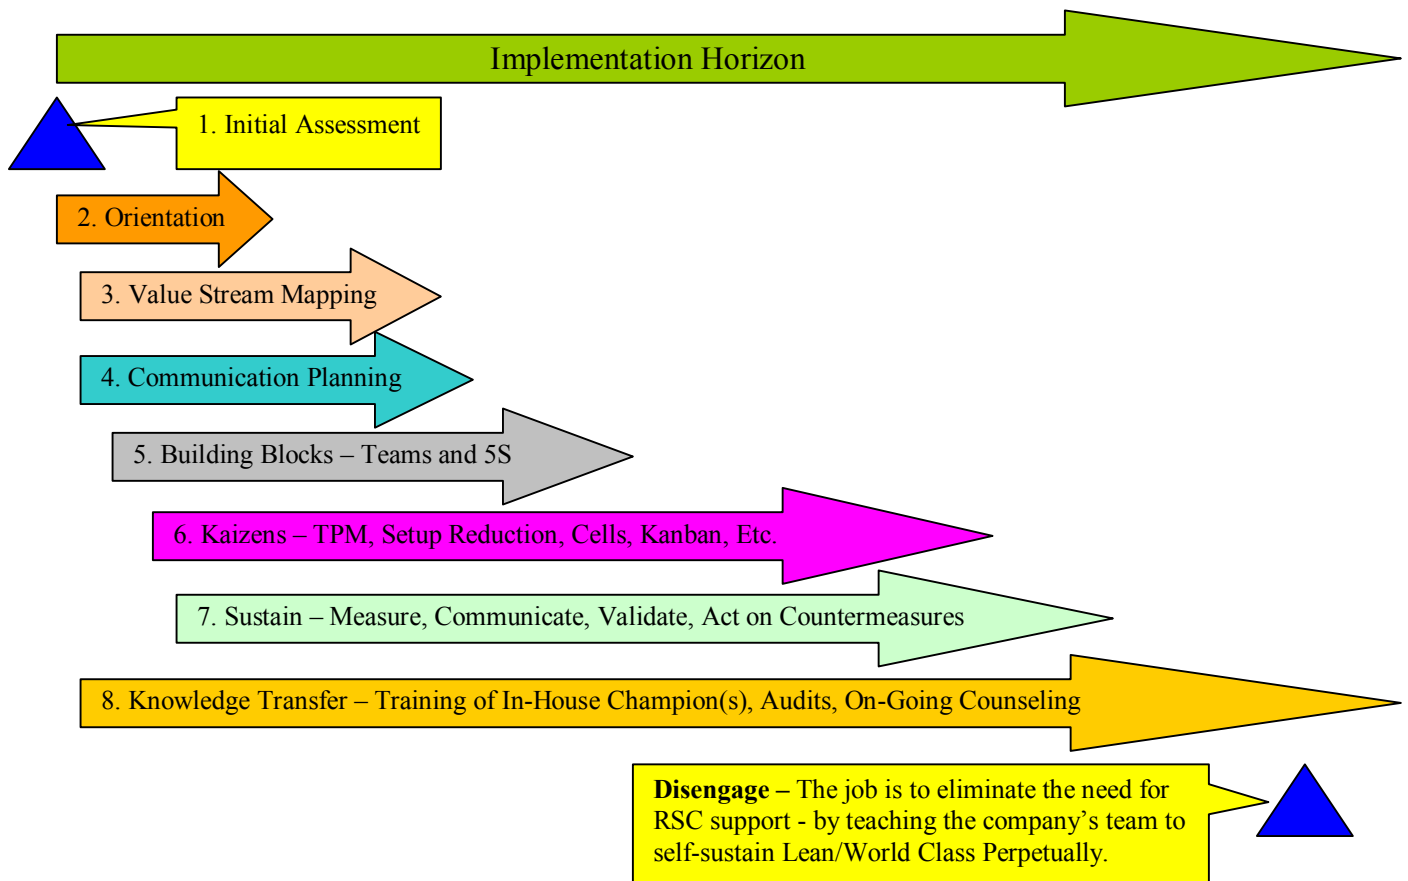 Implementation Horizon
1. Initial Assessment
2. Orientation
3. Value Stream Mapping
4. Communication Planning
5. Building Blocks – Teams and 5S
6. Kaizens – TPM, Setup Reduction, Cells, Kanban, Etc.
7. Sustain – Measure, Communicate, Validate, Act on Countermeasures
8. Knowledge Transfer – Training of In-House Champion(s), Audits, On-Going Counseling
Disengage – The job is to eliminate the need for
RSC support - by teaching the company’s team to
self-sustain Lean/World Class Perpetually.